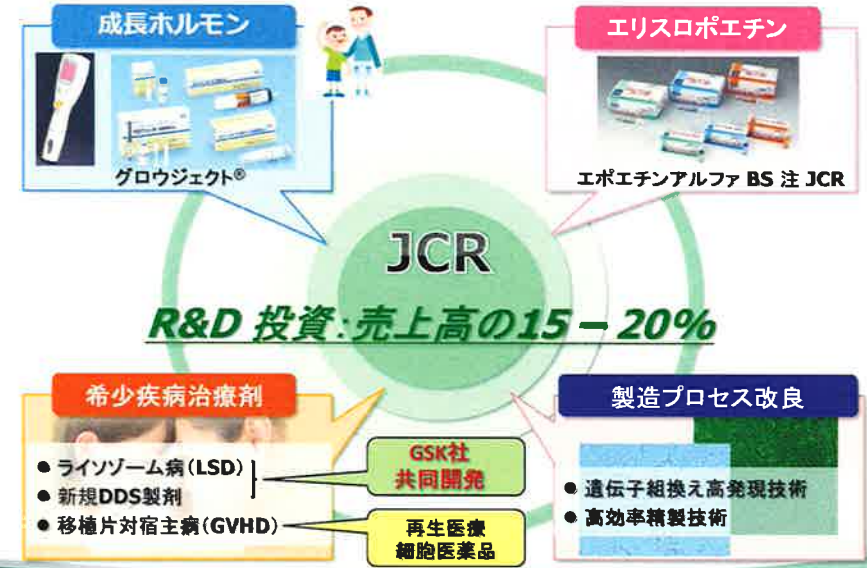 成長ホルモン
グロウジェクト®
エリスロポエチン
エポエチンアルファ BS 注 JCR
JCR
R&D 投資:売上高の15 – 20%
希少疾病治療剤
● ライソゾーム病(LSD)
● 新規DDS製剤
● 移植片対宿主病(GVHD)
GSK社
共同開発
再生医療
細胞医薬品
製造プロセス改良
● 遺伝子組換え高発現技術
● 高効率精製技術